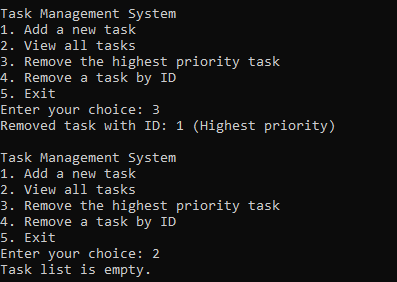 Task Management System
1. Add a new task
2. View all tasks
3. Remove the highest priority task
4. Remove a task by ID
5. Exit
Enter your choice: 3
Removed task with ID: 1 (Highest priority)

Task Management System
1. Add a new task
2. View all tasks
3. Remove the highest priority task
4. Remove a task by ID
5. Exit
Enter your choice: 2
Task list is empty.